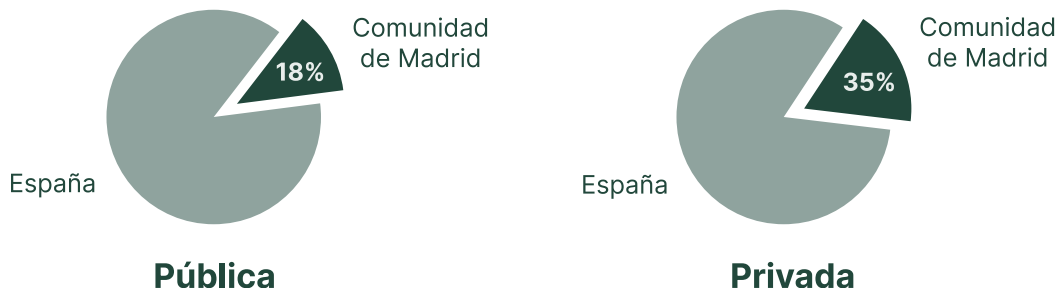 Comunidad
de Madrid
18%
España
Pública
Comunidad
de Madrid
35%
España
Privada